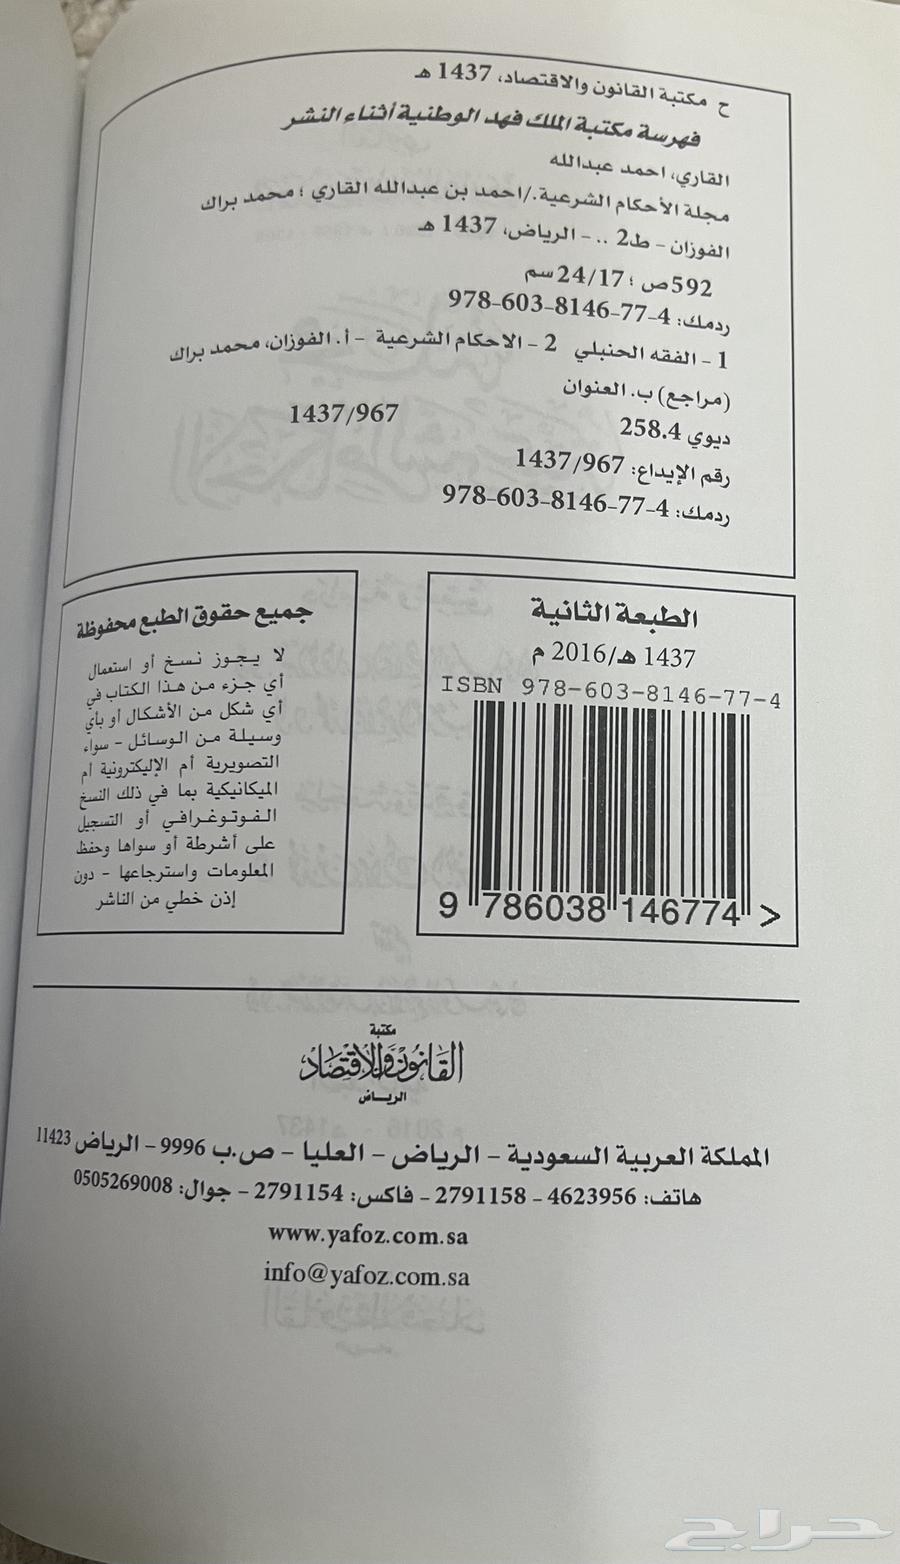 ح مكتبة القانون والاقتصاد، 1437 هـ
فهرسة مكتبة الملك فهد الوطنية أثناء النشر
القاري، احمد عبدالله
مجلة الأحكام الشرعية./احمد بن عبدالله القاري ؛ محمد براك
الفوزان - ط2 .. - الرياض، 1437 هـ
592 ص ؛ 24/17 سم
ردمك: 4-77-8146-603-978
1 - الفقه الحنبلي 2 - الاحكام الشرعية - أ. الفوزان، محمد براك
(مراجع) ب. العنوان
ديوي 258.4 1437/967
رقم الإيداع: 1437/967
ردمك: 4-77-8146-603-978
الطبعة الثانية
1437 هـ/2016 م
ISBN 978-603-8146-77-4
9 786038 146774 >
جميع حقوق الطبع محفوظة
لا يجوز نسخ أو استعمال
أي جزء من هذا الكتاب في
أي شكل من الأشكال أو بأي
وسيلة من الوسائل - سواء
التصويرية أم الإليكترونية أم
الميكانيكية بما في ذلك النسخ
الفوتوغرافي أو التسجيل
على أشرطة أو سواها وحفظ
المعلومات واسترجاعها - دون
إذن خطي من الناشر
مكتبة
القانون والاقتصاد
الرياض
المملكة العربية السعودية - الرياض - العليا - ص.ب 9996 - الرياض 11423
هاتف: 4623956 - 2791158 - فاكس: 2791154 - جوال: 0505269008
www.yafoz.com.sa
info@yafoz.com.sa
حراج